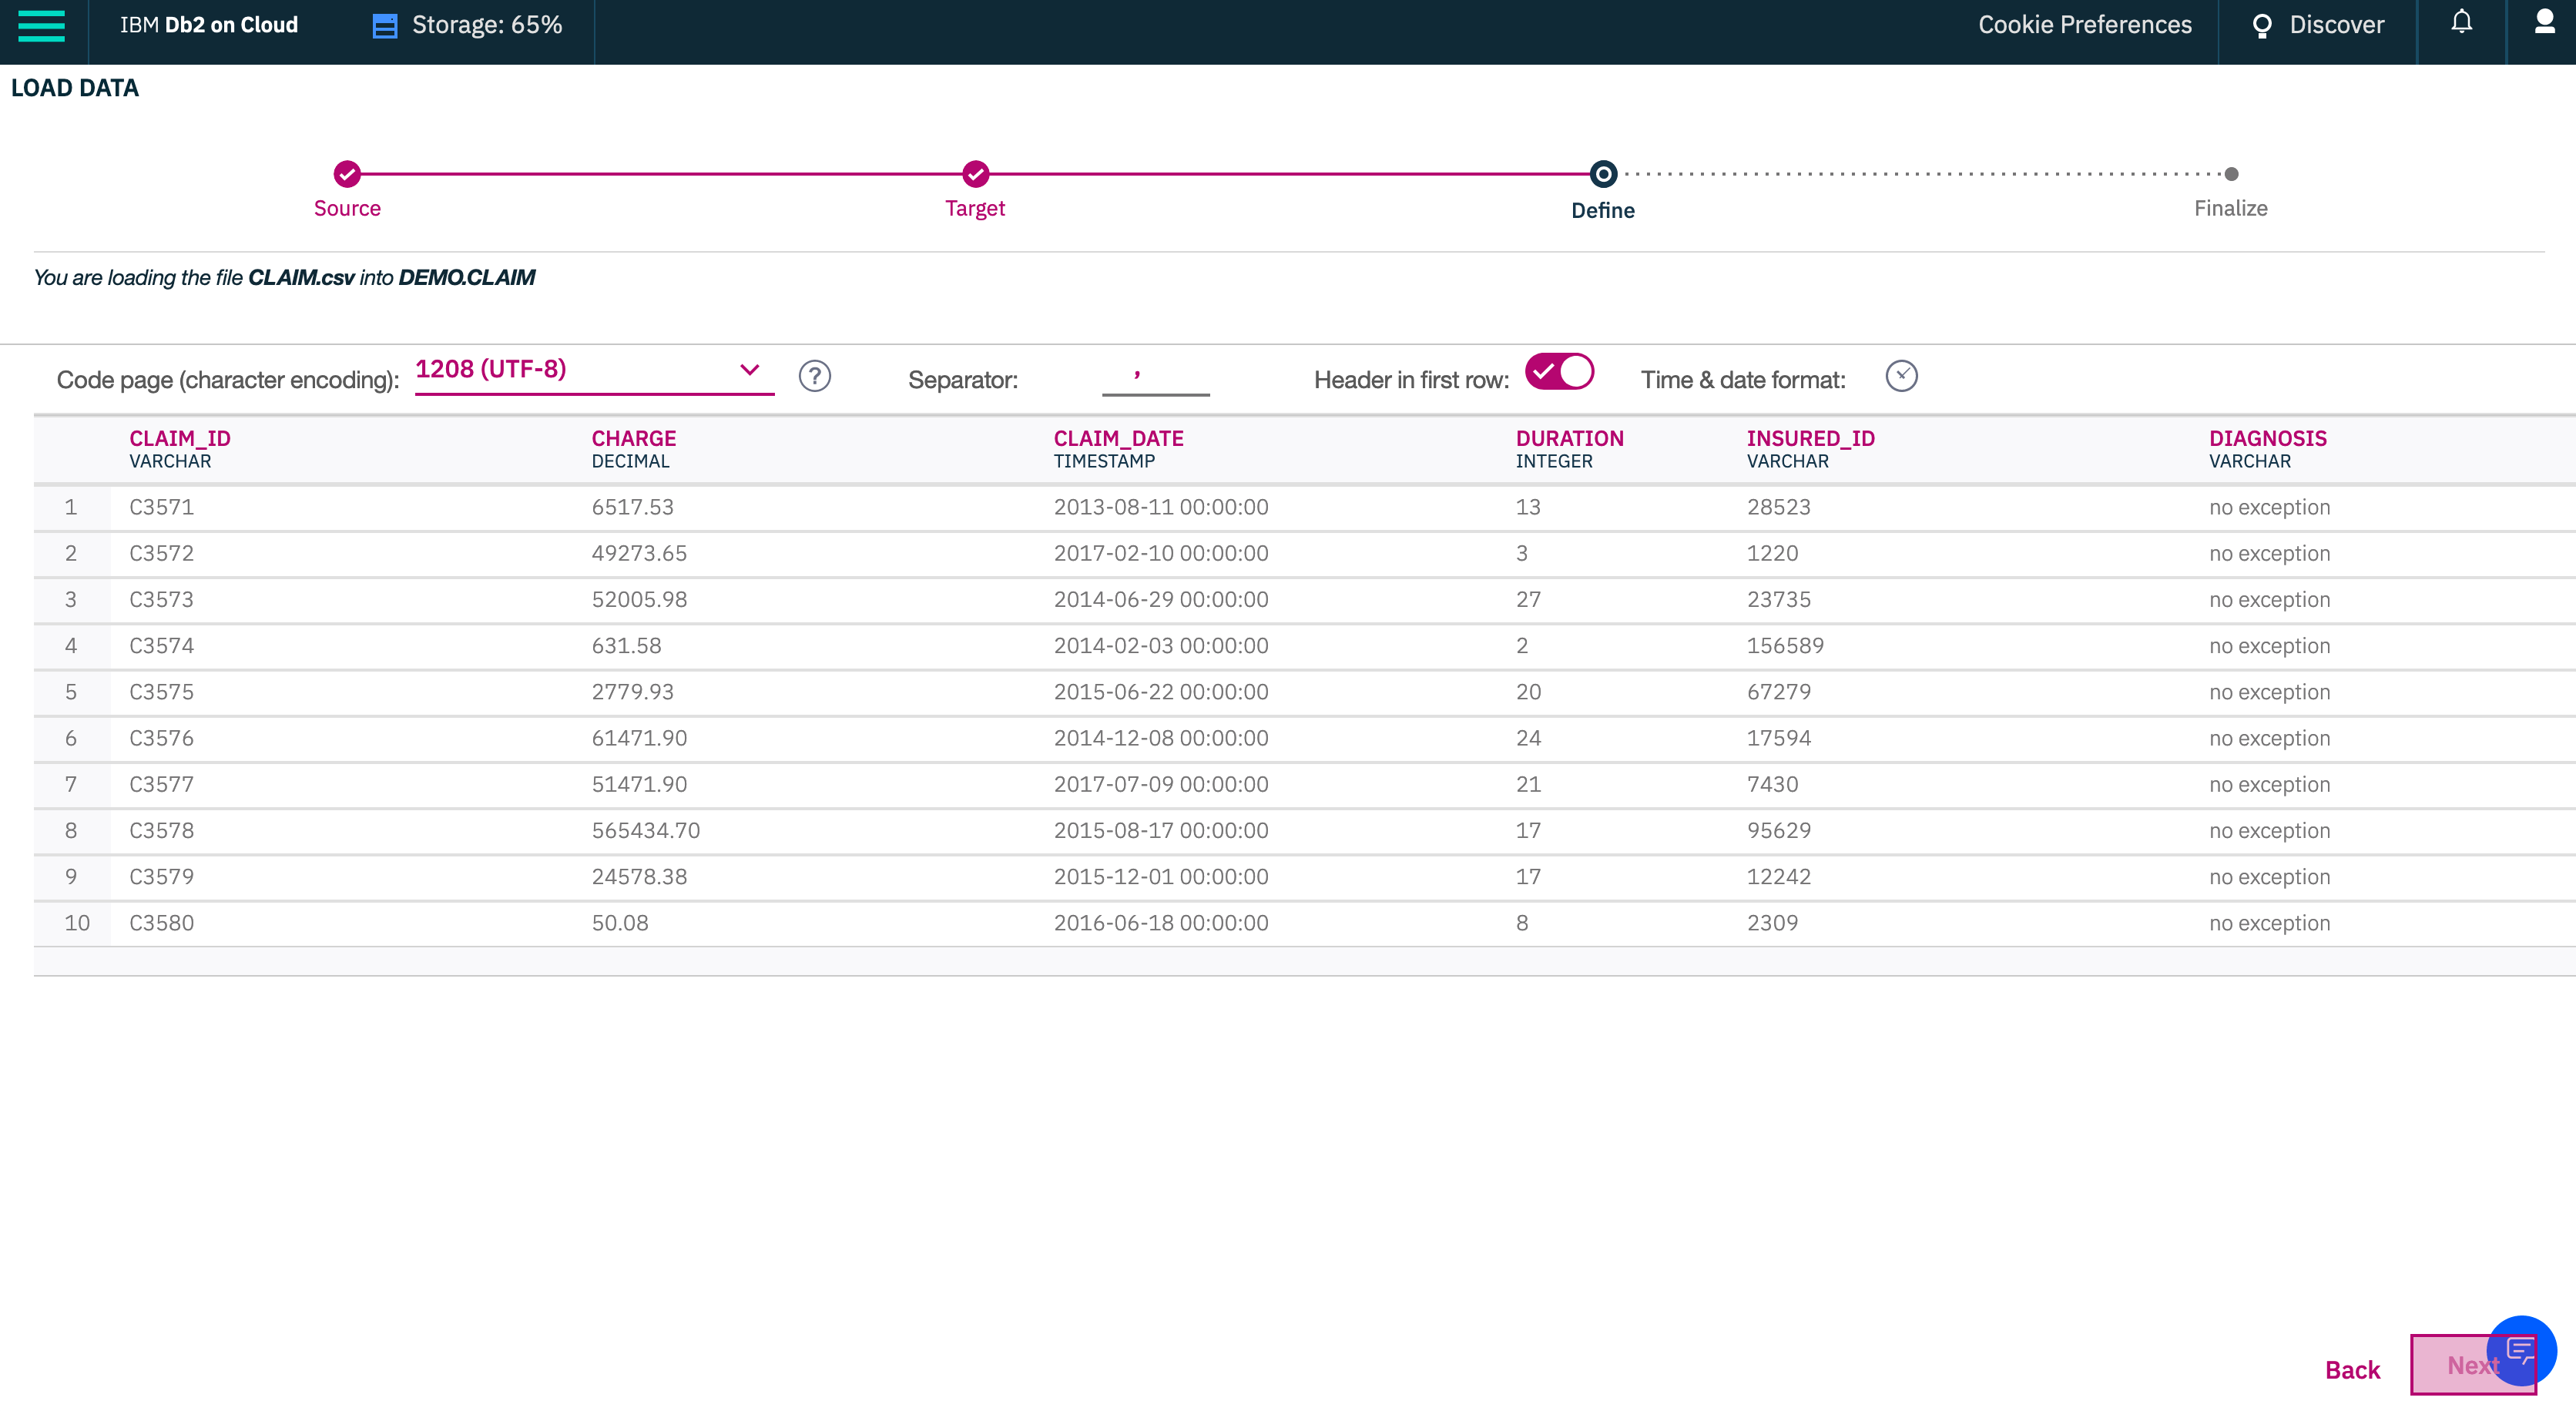 IBM Db2 on Cloud Storage: 65% Cookie Preferences Discover
LOAD DATA
Source Target Define Finalize
You are loading the file CLAIM.csv into DEMO.CLAIM
Code page (character encoding): 1208 (UTF-8) ? Separator: , Header in first row: Time & date format:
CLAIM_ID CHARGE CLAIM_DATE DURATION INSURED_ID DIAGNOSIS
VARCHAR DECIMAL TIMESTAMP INTEGER VARCHAR VARCHAR
1 C3571 6517.53 2013-08-11 00:00:00 13 28523 no exception
2 C3572 49273.65 2017-02-10 00:00:00 3 1220 no exception
3 C3573 52005.98 2014-06-29 00:00:00 27 23735 no exception
4 C3574 631.58 2014-02-03 00:00:00 2 156589 no exception
5 C3575 2779.93 2015-06-22 00:00:00 20 67279 no exception
6 C3576 61471.90 2014-12-08 00:00:00 24 17594 no exception
7 C3577 51471.90 2017-07-09 00:00:00 21 7430 no exception
8 C3578 565434.70 2015-08-17 00:00:00 17 95629 no exception
9 C3579 24578.38 2015-12-01 00:00:00 17 12242 no exception
10 C3580 50.08 2016-06-18 00:00:00 8 2309 no exception
Back Next